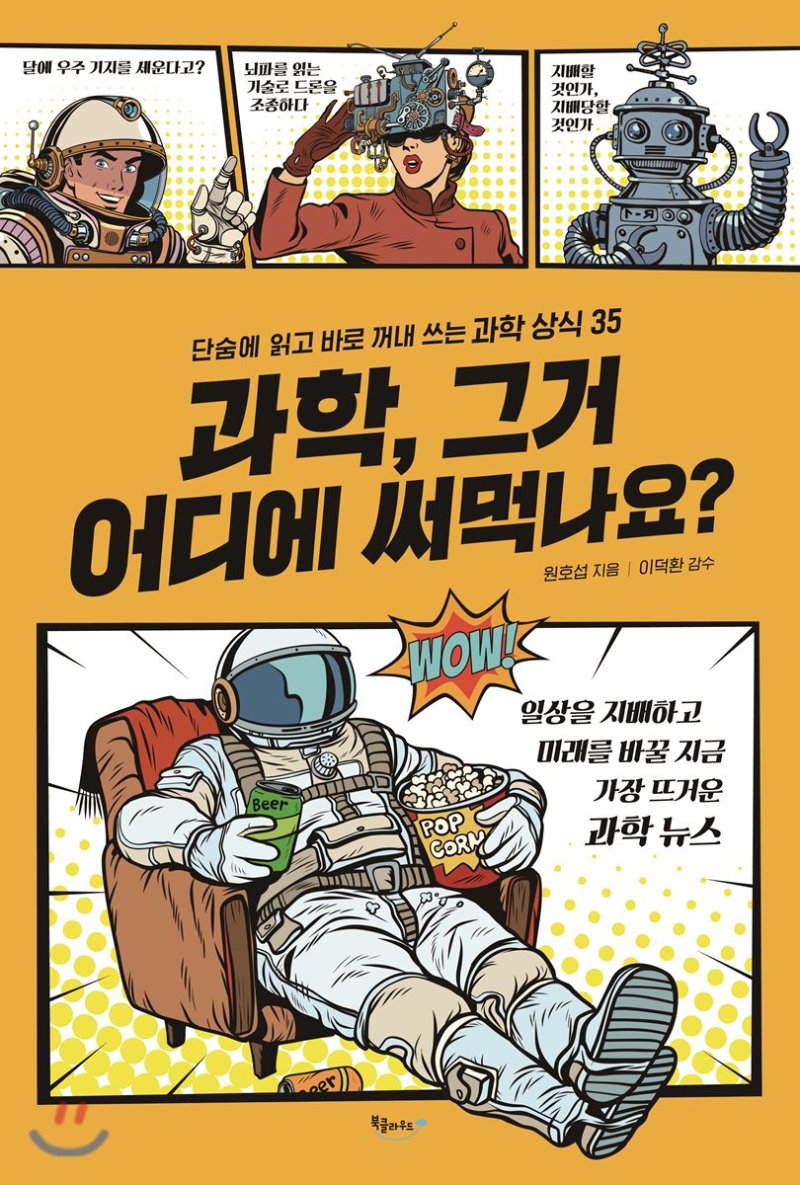 달에 우주 기지를 세운다고?
뇌파를 읽는
기술로 드론을
조종하다
지배할
것인가,
지배당할
것인가
단숨에 읽고 바로 꺼내 쓰는 과학 상식 35
과학, 그거
어디에 써먹나요?
원호섭 지음 | 이덕환 감수
WOW!
일상을 지배하고
미래를 바꿀 지금
가장 뜨거운
과학 뉴스
Beer
POP
CORN
Beer
북클라우드